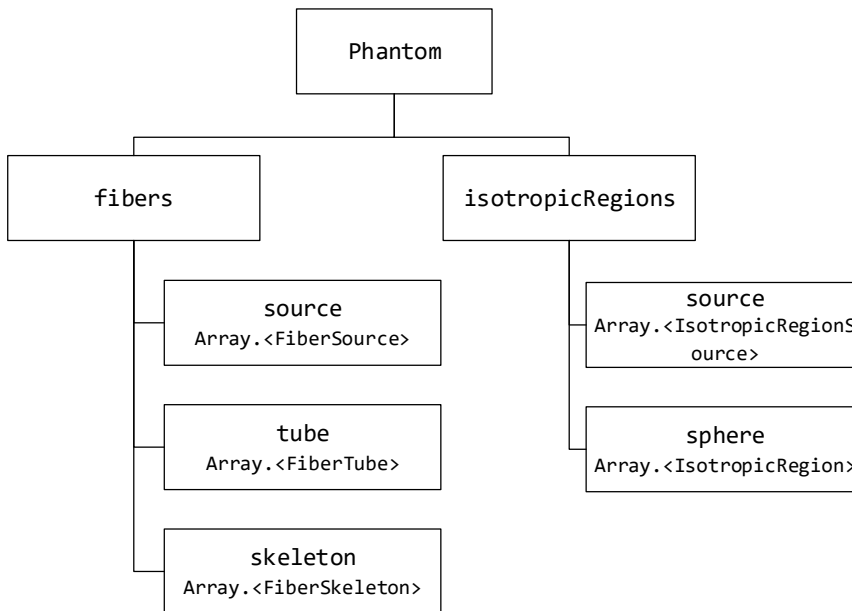 Phantom
fibers
isotropicRegions
source
Array.<FiberSource>
tube
Array.<FiberTube>
skeleton
Array.<FiberSkeleton>
source
Array.<IsotropicRegionS
ource>
sphere
Array.<IsotropicRegion>